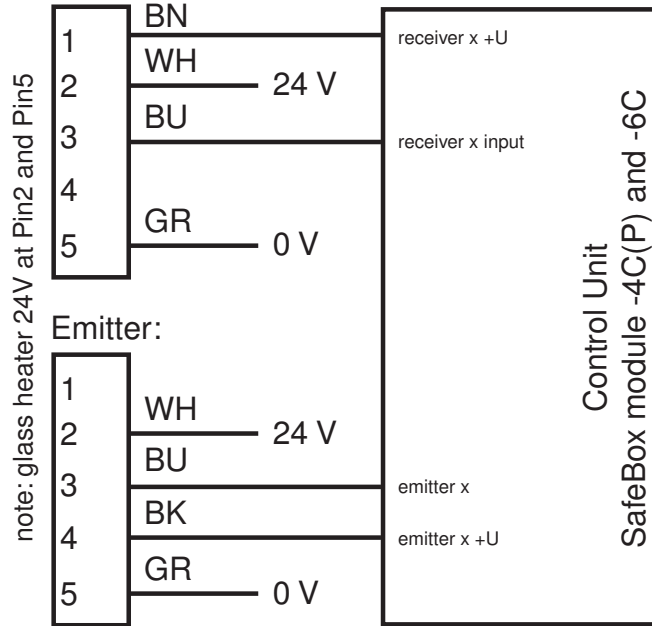 BN
1
receiver x +U
WH
2
24 V
BU
3
receiver x input
4
GR
5
0 V
Emitter:
1
WH
2
24 V
BU
3
emitter x
BK
4
emitter x +U
GR
5
0 V
note: glass heater 24V at Pin2 and Pin5
Control Unit
SafeBox module -4C(P) and -6C